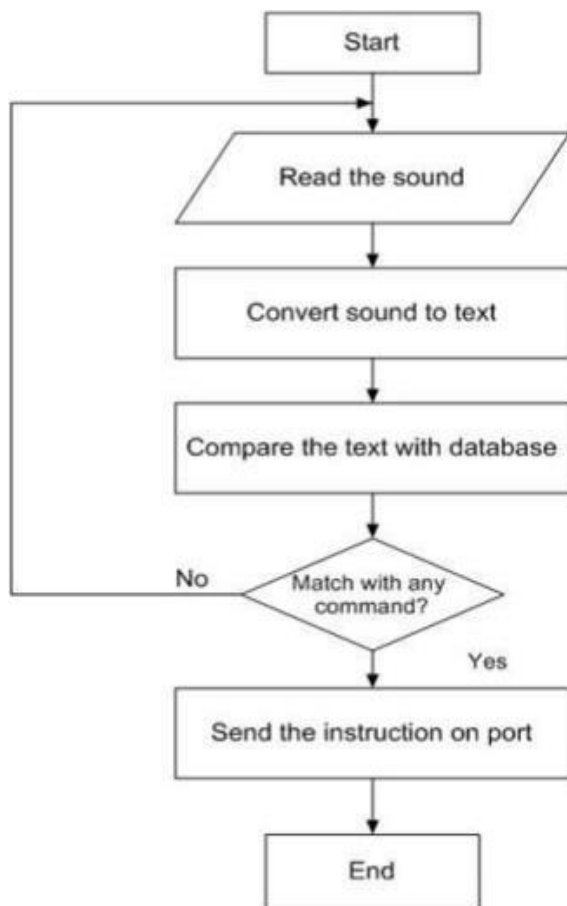 Start
Read the sound
Convert sound to text
Compare the text with database
No
Match with any
command?
Yes
Send the instruction on port
End